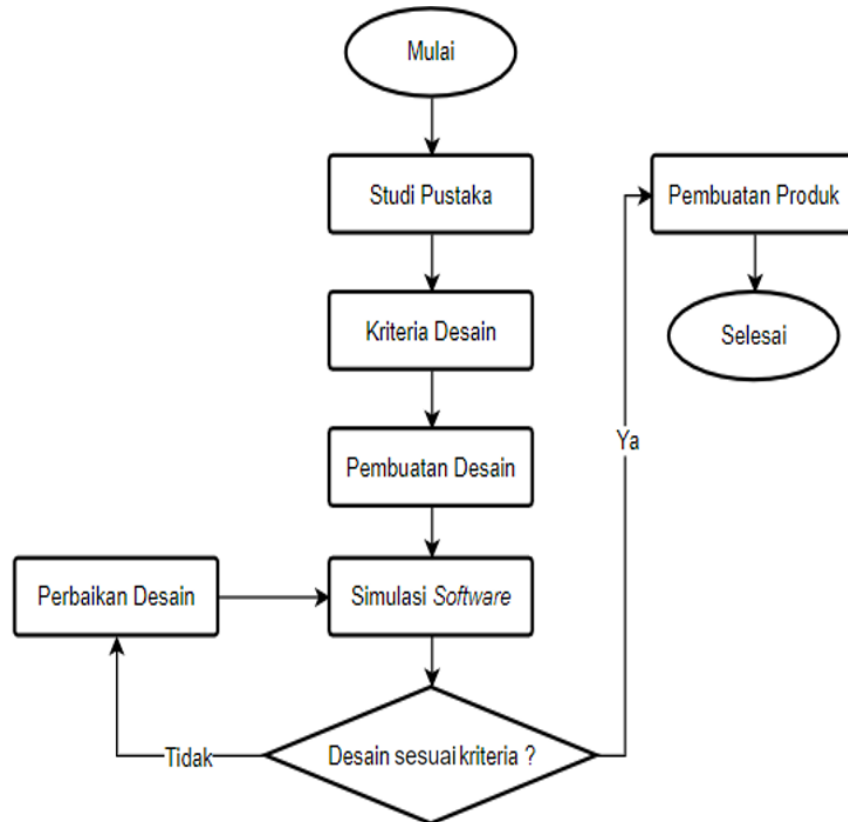 Mulai
Studi Pustaka
Kriteria Desain
Pembuatan Desain
Simulasi Software
Desain sesuai kriteria ?
Tidak
Perbaikan Desain
Ya
Pembuatan Produk
Selesai